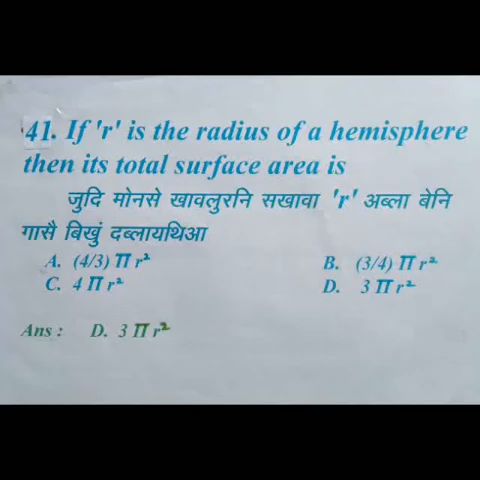 41. If 'r' is the radius of a hemisphere
then its total surface area is
जुदि मोनसे खावलुरनि सखावा 'r' अब्ला बेनि
गासै बिखुं दब्लायथिआ
A. (4/3) π r² B. (3/4) π r²
C. 4 π r² D. 3 π r²
Ans : D. 3 π r²